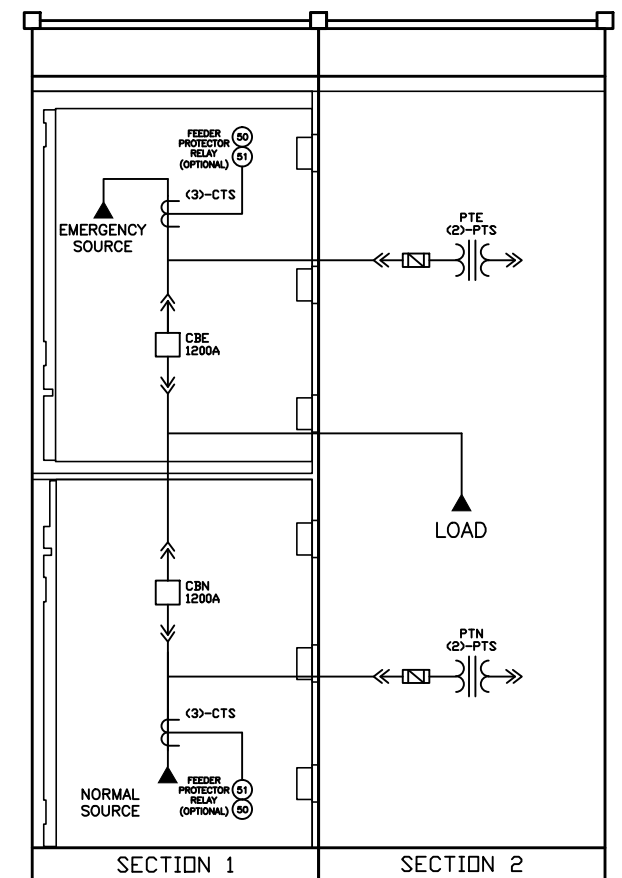 FEEDER
PROTECTOR
RELAY
(OPTIONAL)
50
51
(3)-CTS
EMERGENCY
SOURCE
PTE
(2)-PTS
CBE
1200A
LOAD
CBN
1200A
PTN
(2)-PTS
(3)-CTS
NORMAL
SOURCE
FEEDER
PROTECTOR
RELAY
(OPTIONAL)
51
50
SECTION 1
SECTION 2